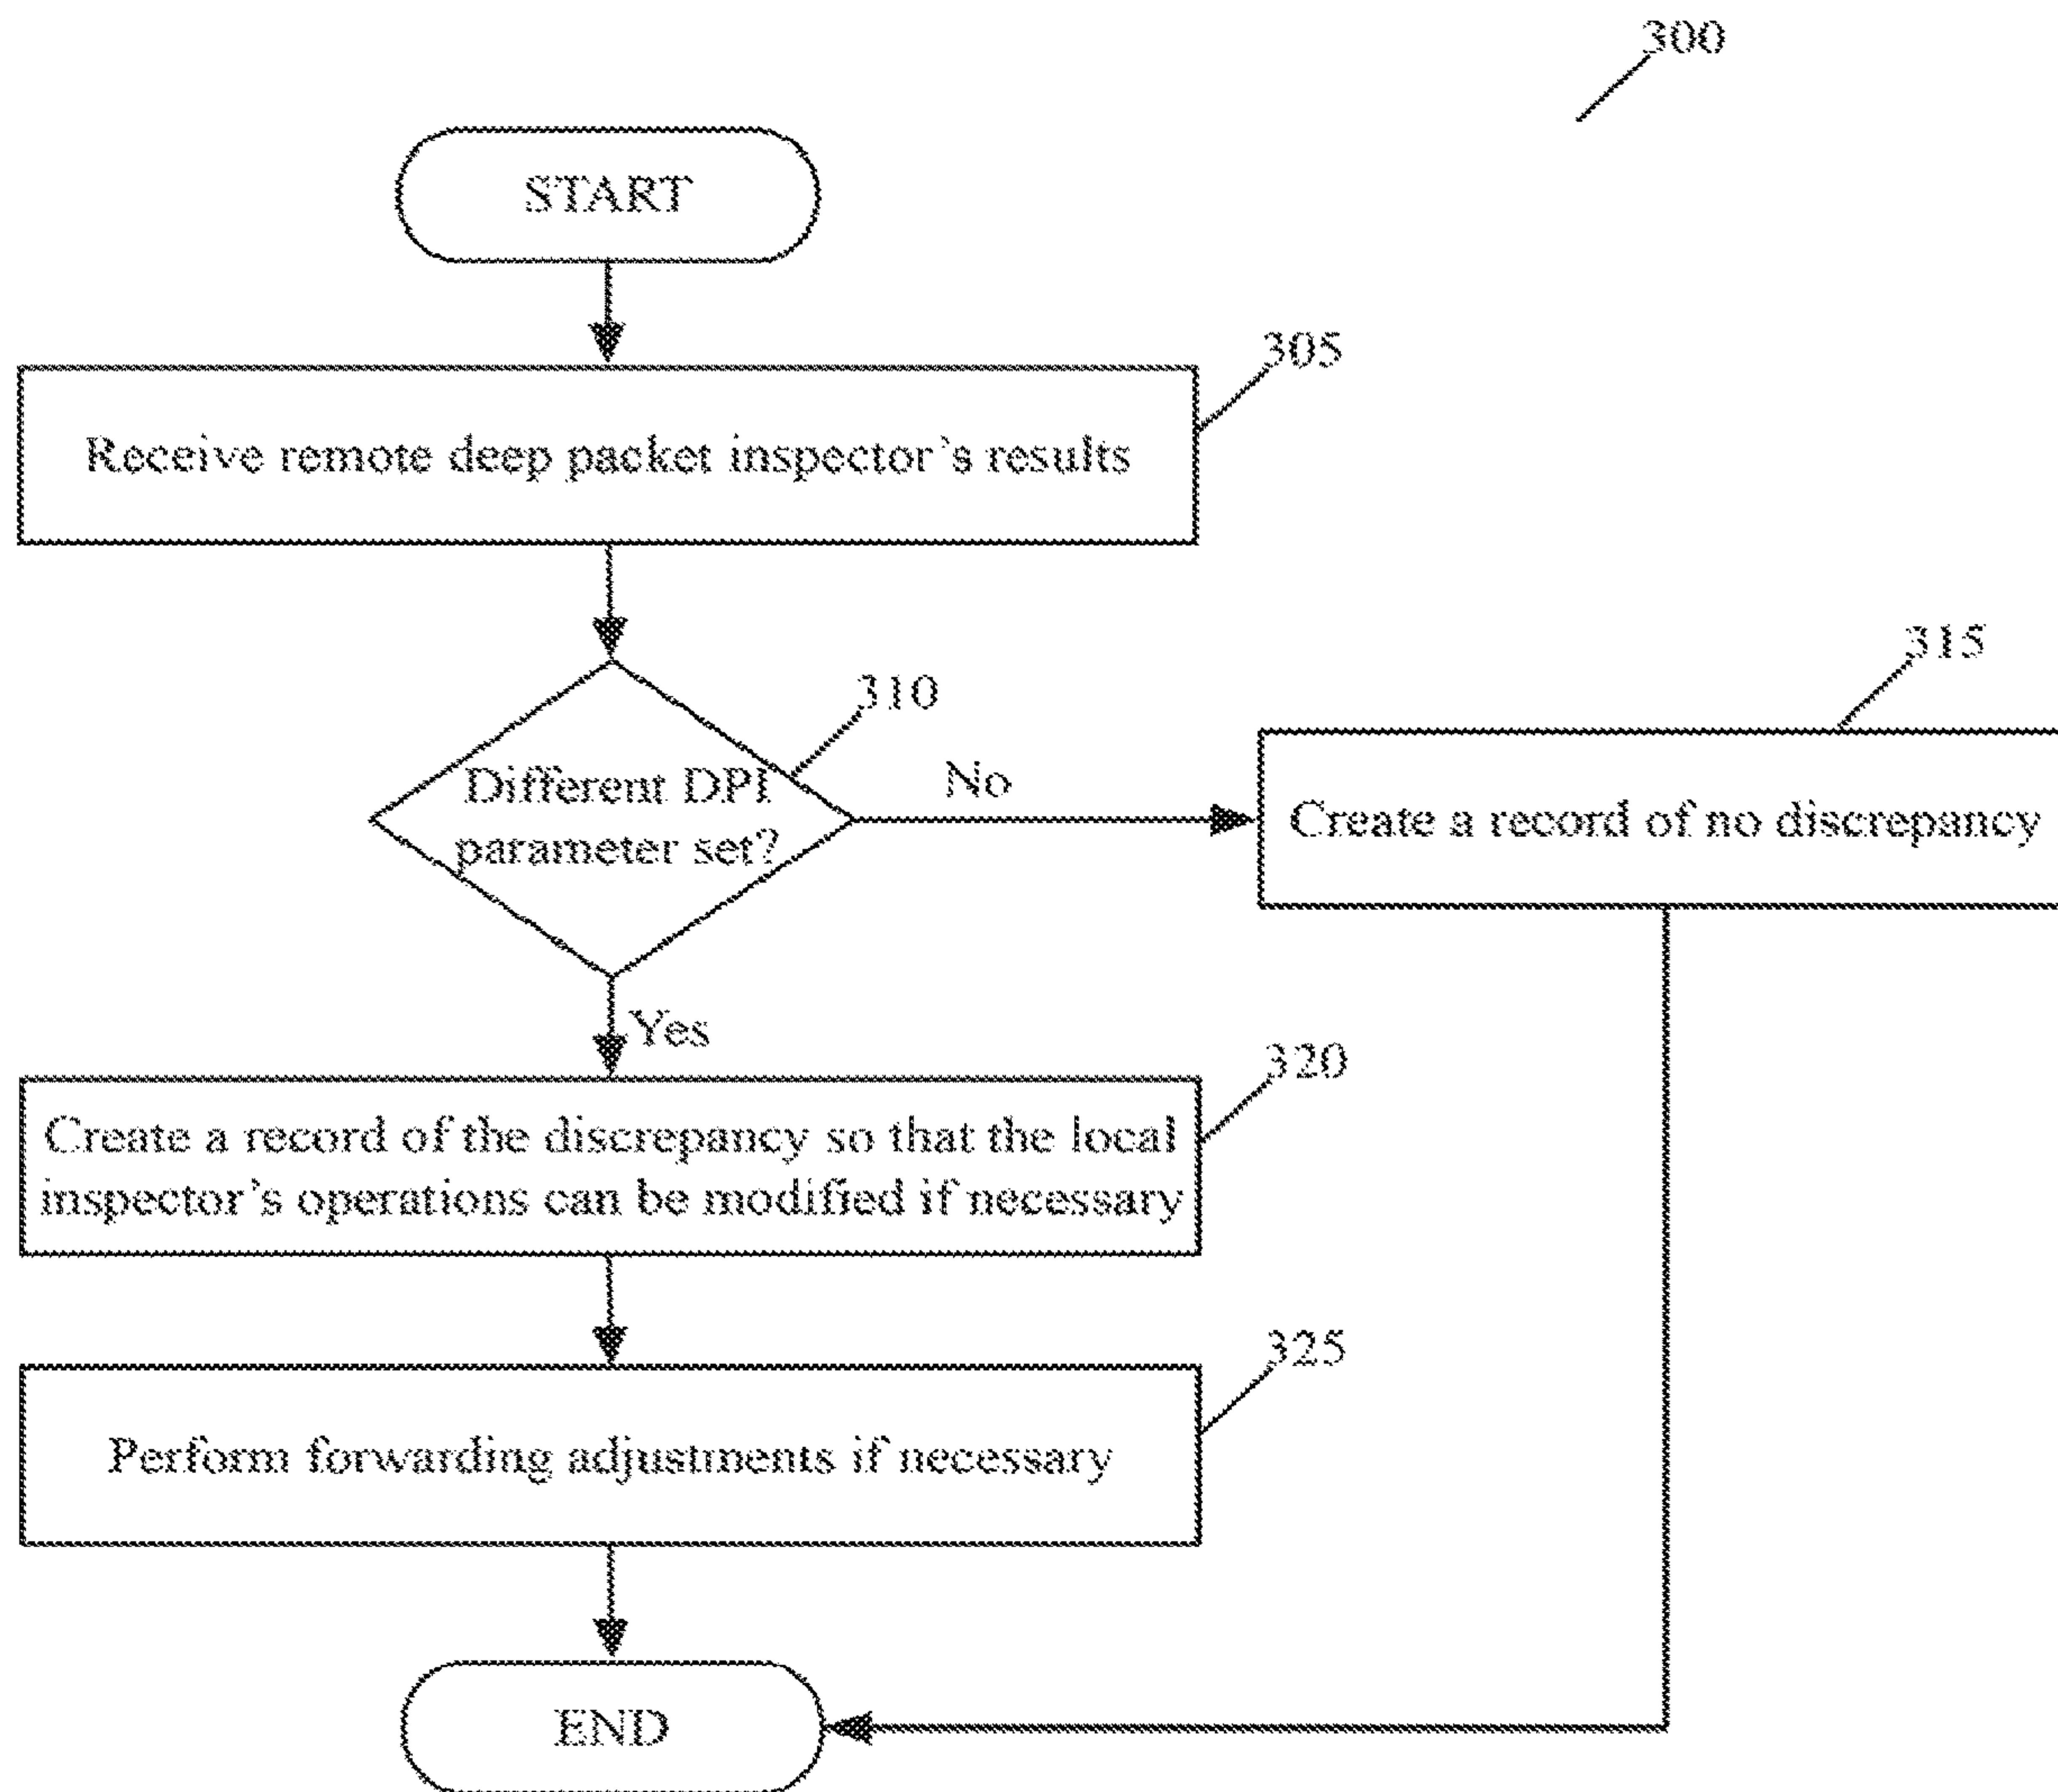 300
START
305
Receive remote deep packet inspector's results
310
Different DPI
parameter set?
No
315
Create a record of no discrepancy
Yes
320
Create a record of the discrepancy so that the local
inspector's operations can be modified if necessary
325
Perform forwarding adjustments if necessary
END